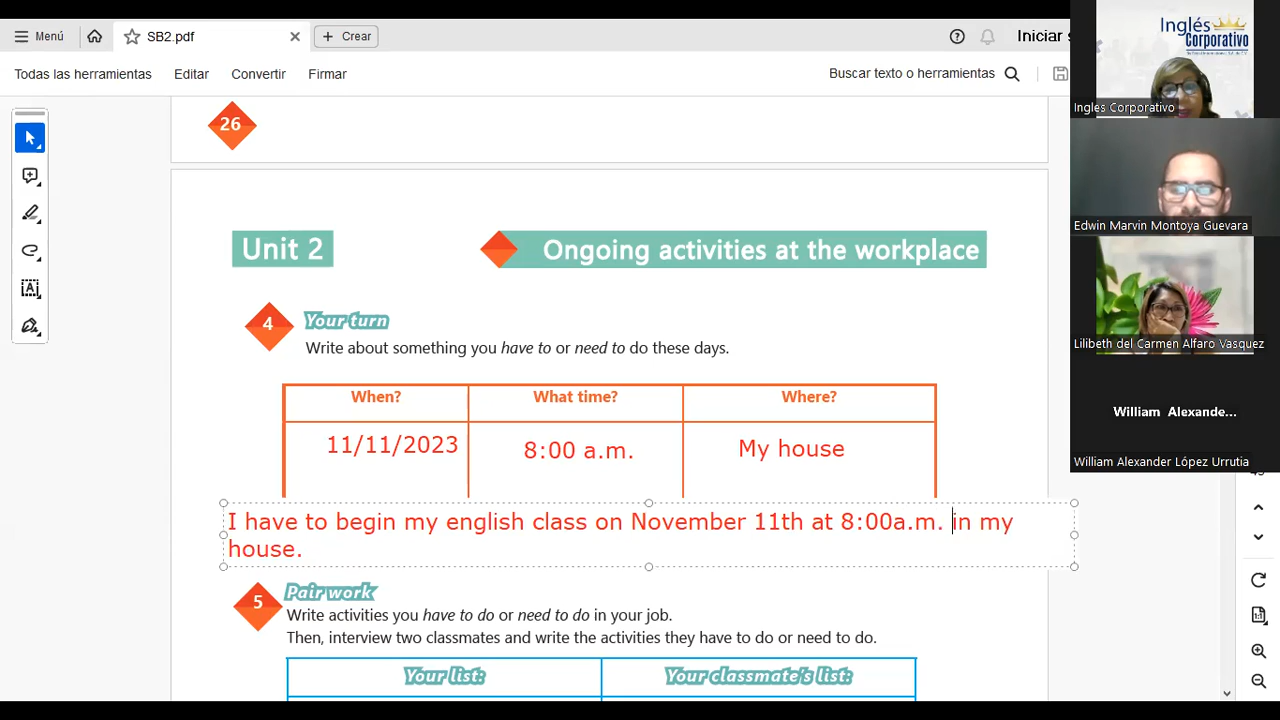 Menú
SB2.pdf
Crear
Iniciar s
Todas las herramientas
Editar
Convertir
Firmar
Buscar texto o herramientas
26
Unit 2
Ongoing activities at the workplace
4
Your turn
Write about something you have to or need to do these days.
When?
What time?
Where?
11/11/2023
8:00 a.m.
My house
I have to begin my english class on November 11th at 8:00a.m. in my
house.
5
Pair work
Write activities you have to do or need to do in your job.
Then, interview two classmates and write the activities they have to do or need to do.
Your list:
Your classmate's list:
Inglés
Corporativo
Ingles Corporativo
Edwin Marvin Montoya Guevara
Lilibeth del Carmen Alfaro Vasquez
William Alexande...
William Alexander López Urrutia